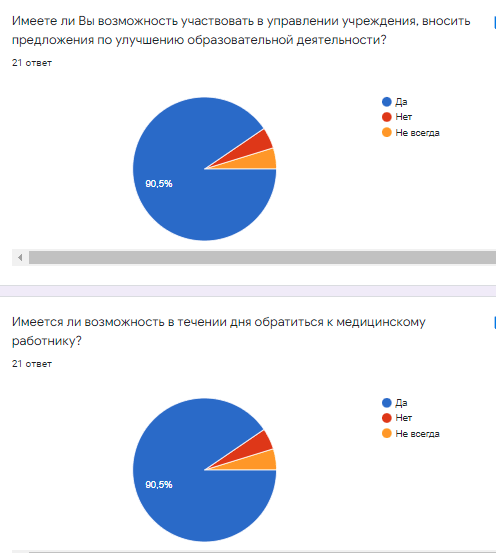 Имеете ли Вы возможность участвовать в управлении учреждения, вносить
предложения по улучшению образовательной деятельности?
21 ответ
Да
Нет
Не всегда
90,5%
Имеется ли возможность в течении дня обратиться к медицинскому
работнику?
21 ответ
Да
Нет
Не всегда
90,5%